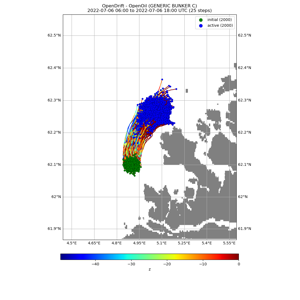 OpenDrift - OpenOil (GENERIC BUNKER C)
2022-07-06 06:00 to 2022-07-06 18:00 UTC (25 steps)
initial (2000)
active (2000)
62.5°N
62.5°N
62.4°N
62.4°N
62.3°N
62.3°N
62.2°N
62.2°N
62.1°N
62.1°N
62°N
62°N
61.9°N
61.9°N
4.5°E
4.65°E
4.8°E
4.95°E
5.1°E
5.25°E
5.4°E
5.55°E
−40
−30
−20
−10
0
z